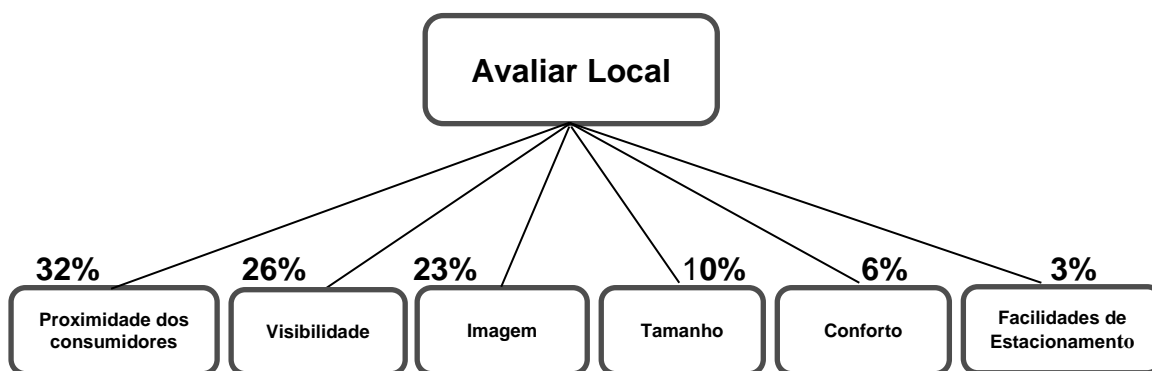 Avaliar Local
32%
26%
23%
10%
6%
3%
Proximidade dos
consumidores
Visibilidade
Imagem
Tamanho
Conforto
Facilidades de
Estacionamento